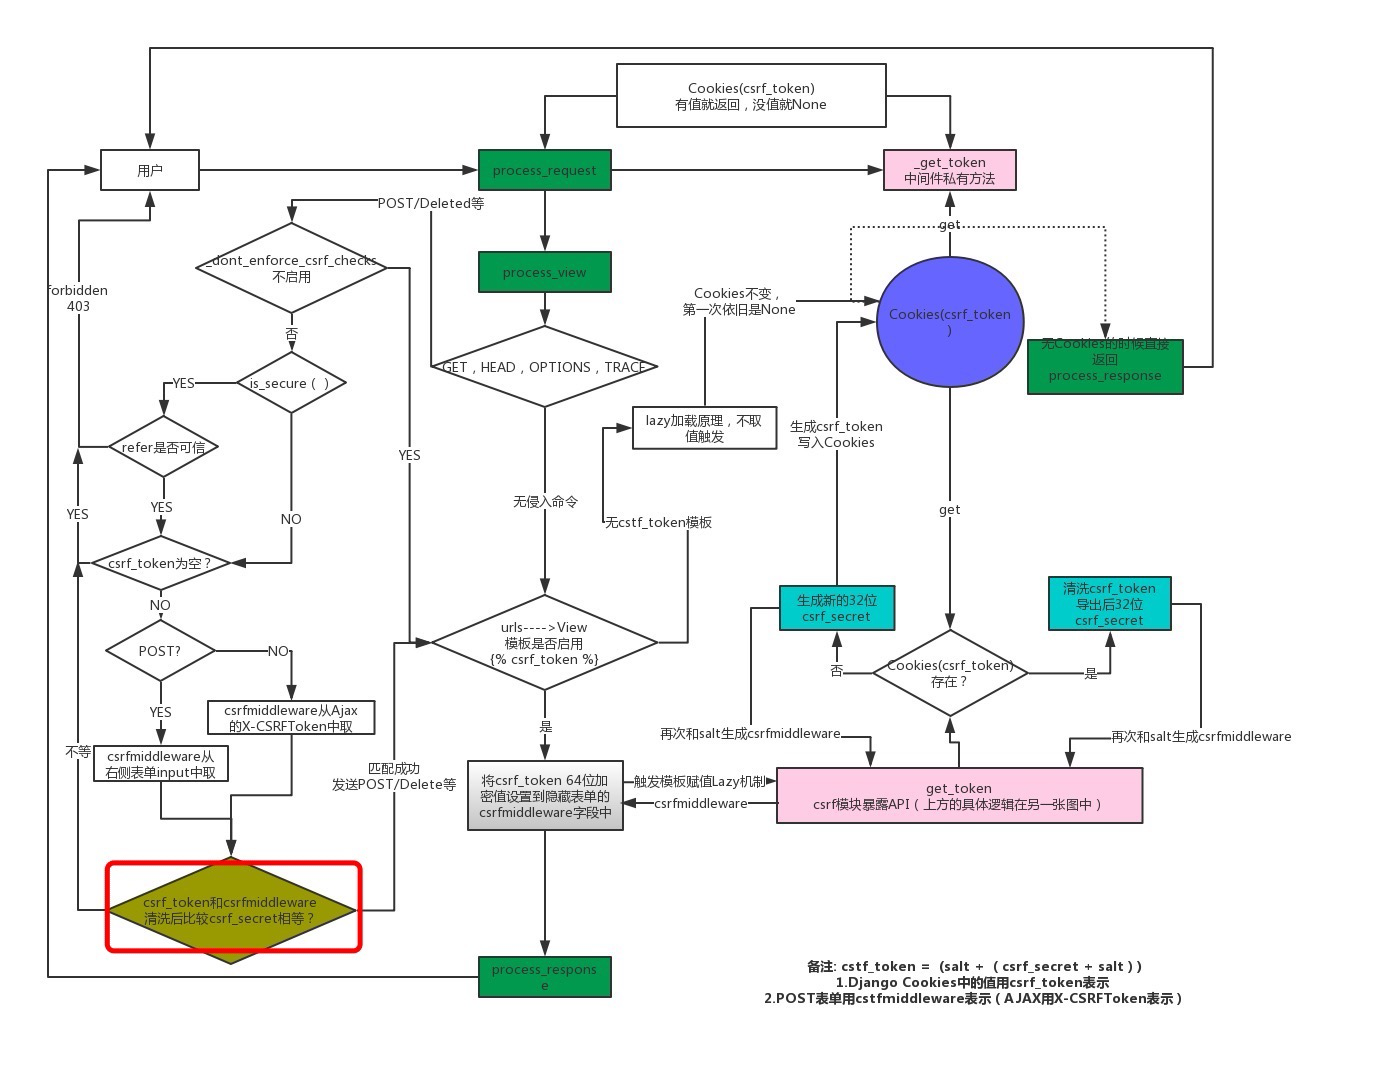 Cookies(csrf_token)
有值就返回，没值就None
用户
process_request
_get_token
中间件私有方法
POST/Deleted等
get
_dont_enforce_csrf_checks
不启用
process_view
forbidden
403
Cookies不变，
第一次依旧是None
Cookies(csrf_token
)
否
无Cookies的时候直接
返回
process_response
GET，HEAD，OPTIONS，TRACE
YES
is_secure（ ）
lazy加载原理，不取
值触发
生成csrf_token
写入Cookies
refer是否可信
YES
无侵入命令
get
YES
YES
NO
无cstf_token模板
csrf_token为空？
清洗csrf_token
导出后32位
csrf_secret
生成新的32位
csrf_secret
NO
urls---->View
模板是否启用
{% csrf_token %}
POST?
NO
Cookies(csrf_token)
存在？
否
是
YES
csrfmiddleware从Ajax
的X-CSRFToken中取
是
再次和salt生成csrfmiddleware
再次和salt生成csrfmiddleware
不等
csrfmiddleware从
右侧表单input中取
匹配成功
发送POST/Delete等
将csrf_token 64位加
密值设置到隐藏表单的
csrfmiddleware字段中
触发模板赋值Lazy机制
csrfmiddleware
get_token
csrf模块暴露API（上方的具体逻辑在另一张图中）
csrf_token和csrfmiddleware
清洗后比较csrf_secret相等？
process_respons
e
备注: cstf_token =（salt +（csrf_secret + salt））
1.Django Cookies中的值用csrf_token表示
2.POST表单用cstfmiddleware表示（AJAX用X-CSRFToken表示）